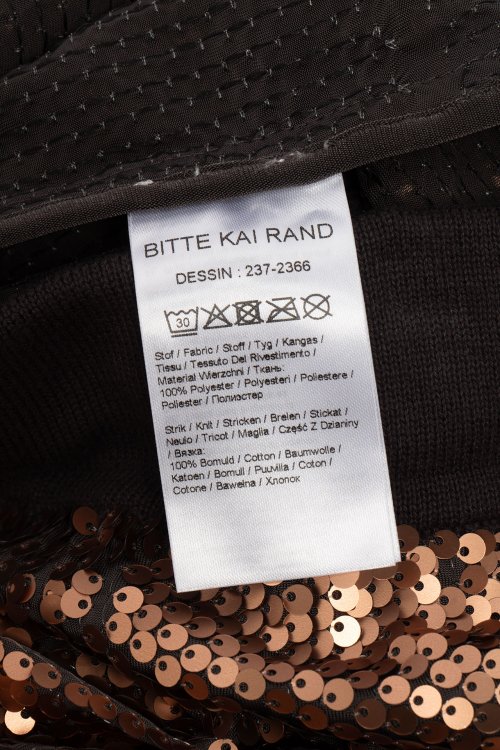 BITTE KAI RAND
DESSIN : 237-2366
30
Stof / Fabric / Stoff / Tyg / Kangas /
Tissu / Tessuto Del Rivestimento /
Material Wierzchni / Ткань:
100% Polyester / Polyesteri / Poliestere /
Poliester / Полиэстер
Strik / Knit / Stricken / Breien / Stickat /
Neulo / Tricot / Maglia / Część Z Dzianiny
/ Вязка:
100% Bomuld / Cotton / Baumwolle /
Katoen / Bomull / Puuvilla / Coton /
Cotone / Bawełna / Хлопок